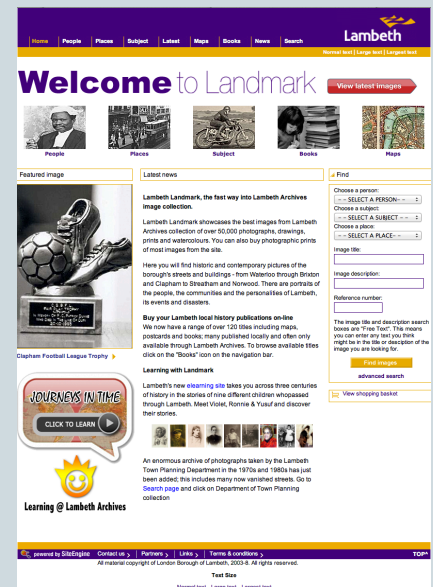 Home People Places Subject Latest Maps Books News Search
Lambeth
Normal text | Large text | Largest text
Welcome to Landmark
View latest images
People Places Subject Books Maps
Featured image
Clapham Football League Trophy
JOURNEYS IN TIME
CLICK TO LEARN
Learning @ Lambeth Archives
Latest news
Lambeth Landmark, the fast way into Lambeth Archives
image collection.
Lambeth Landmark showcases the best images from Lambeth
Archives collection of over 50,000 photographs, drawings,
prints and watercolours. You can also buy photographic prints
of most images from the site.
Here you will find historic and contemporary pictures of the
borough's streets and buildings - from Waterloo through Brixton
and Clapham to Streatham and Norwood. There are portraits of
the people, the communities and the personalities of Lambeth,
its events and disasters.
Buy your Lambeth local history publications on-line
We now have a range of over 120 titles including maps,
postcards and books; many published locally and often only
available through Lambeth Archives. To browse available titles
click on the "Books" icon on the navigation bar.
Learning with Landmark
Lambeth's new elearning site takes you across three centuries
of history in the stories of nine different children whopassed
through Lambeth. Meet Violet, Ronnie & Yusuf and discover
their stories.
An enormous archive of photographs taken by the Lambeth
Town Planning Department in the 1970s and 1980s has just
been added; this includes many now vanished streets. Go to
Search page and click on Department of Town Planning
collection
Find
Choose a person:
- - SELECT A PERSON- -
Choose a subject:
- - SELECT A SUBJECT - -
Choose a place:
- - SELECT A PLACE- -
Image title:
Image description:
Reference number:
The image title and description search
boxes are "Free Text". This means
you can enter any text you think
might be in the title or desciption of the
image you are looking for.
Find images
advanced search
View shopping basket
powered by SiteEngine Contact us Partners Links Terms & conditions TOP^
All material copyright of London Borough of Lambeth, 2003-8. All rights reserved.
Text Size
Normal text Large text Largest text